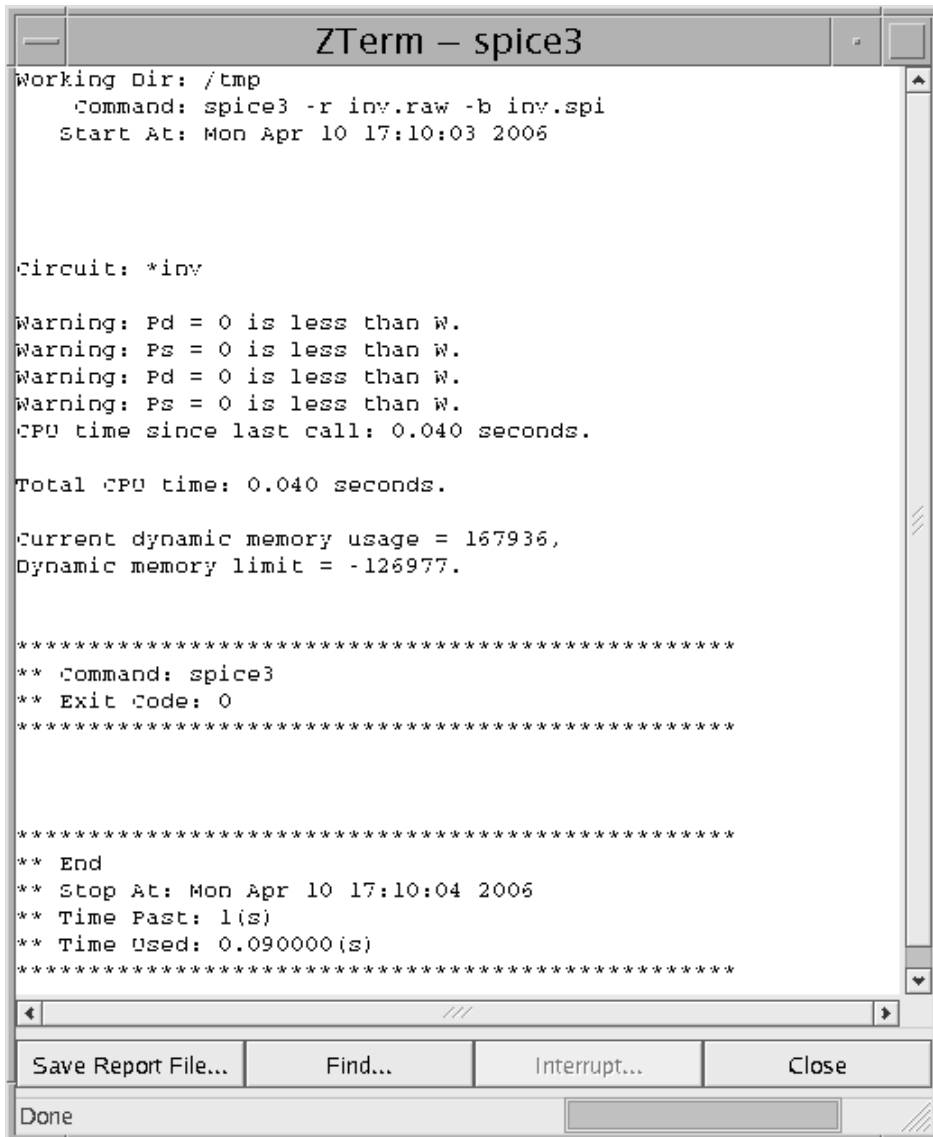 ZTerm – spice3
Working Dir: /tmp
Command: spice3 -r inv.raw -b inv.spi
Start At: Mon Apr 10 17:10:03 2006
Circuit: *inv
Warning: Pd = 0 is less than W.
Warning: Ps = 0 is less than W.
Warning: Pd = 0 is less than W.
Warning: Ps = 0 is less than W.
CPU time since last call: 0.040 seconds.
Total CPU time: 0.040 seconds.
Current dynamic memory usage = 167936,
Dynamic memory limit = -126977.
**************************************************
** Command: spice3
** Exit Code: 0
**************************************************
**************************************************
** End
** Stop At: Mon Apr 10 17:10:04 2006
** Time Past: 1(s)
** Time Used: 0.090000(s)
**************************************************
Save Report File... Find... Interrupt... Close
Done